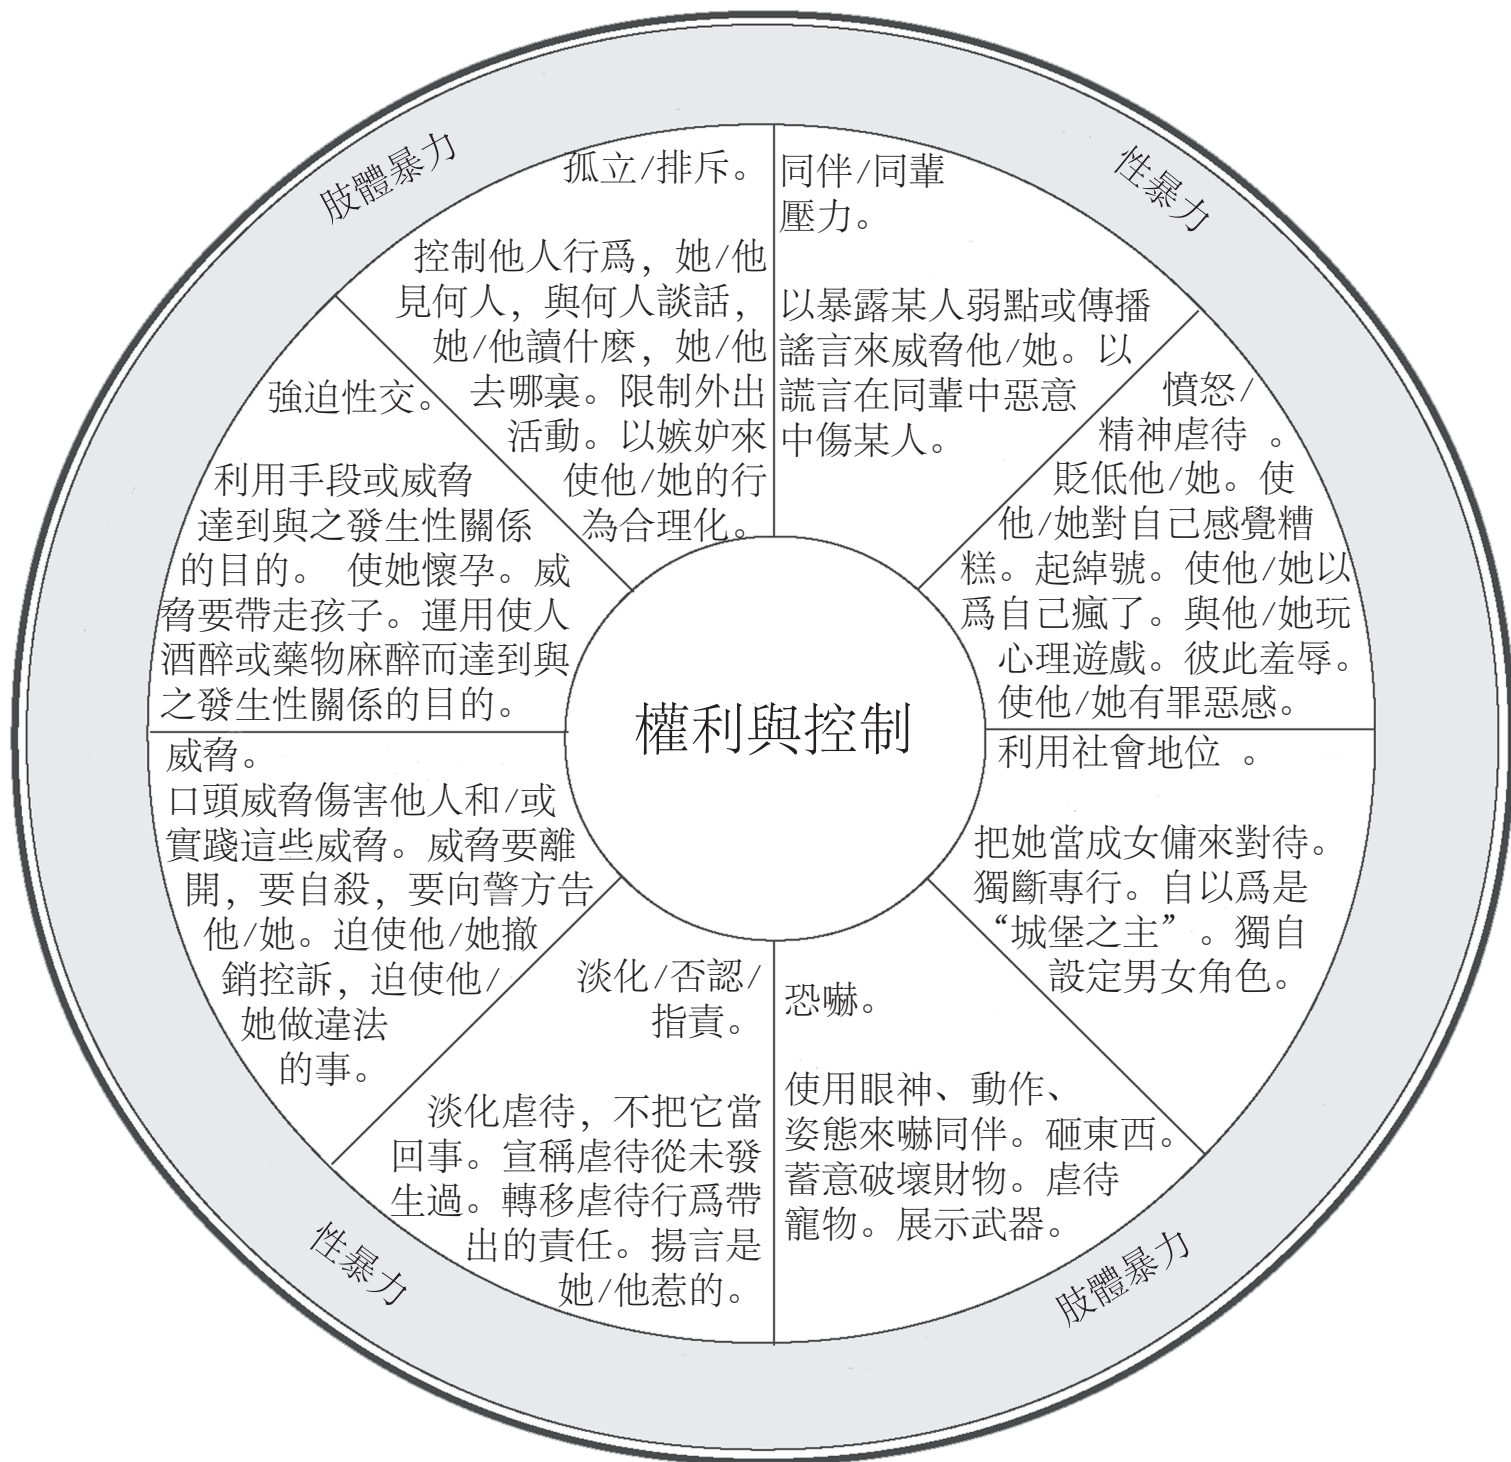 肢體暴力
性暴力
孤立/排斥。
控制他人行爲，她/他
見何人，與何人談話，
她/他讀什麽，她/他
去哪裏。限制外出
活動。以嫉妒來
使他/她的行
為合理化。
同伴/同輩
壓力。
以暴露某人弱點或傳播
謠言來威脅他/她。以
謊言在同輩中惡意
中傷某人。
憤怒/
精神虐待 。
貶低他/她。使
他/她對自己感覺糟
糕。起綽號。使他/她以
爲自己瘋了。與他/她玩
心理遊戲。彼此羞辱。
使他/她有罪惡感。
利用社會地位 。
把她當成女傭來對待。
獨斷專行。自以爲是
“城堡之主”。獨自
設定男女角色。
恐嚇。
使用眼神、動作、
姿態來嚇同伴。砸東西。
蓄意破壞財物。虐待
寵物。展示武器。
淡化/否認/
指責。
淡化虐待，不把它當
回事。宣稱虐待從未發
生過。轉移虐待行爲帶
出的責任。揚言是
她/他惹的。
威脅。
口頭威脅傷害他人和/或
實踐這些威脅。威脅要離
開，要自殺，要向警方告
他/她。迫使他/她撤
銷控訴，迫使他/
她做違法
的事。
強迫性交。
利用手段或威脅
達到與之發生性關係
的目的。 使她懷孕。威
脅要帶走孩子。運用使人
酒醉或藥物麻醉而達到與
之發生性關係的目的。
權利與控制
性暴力
肢體暴力